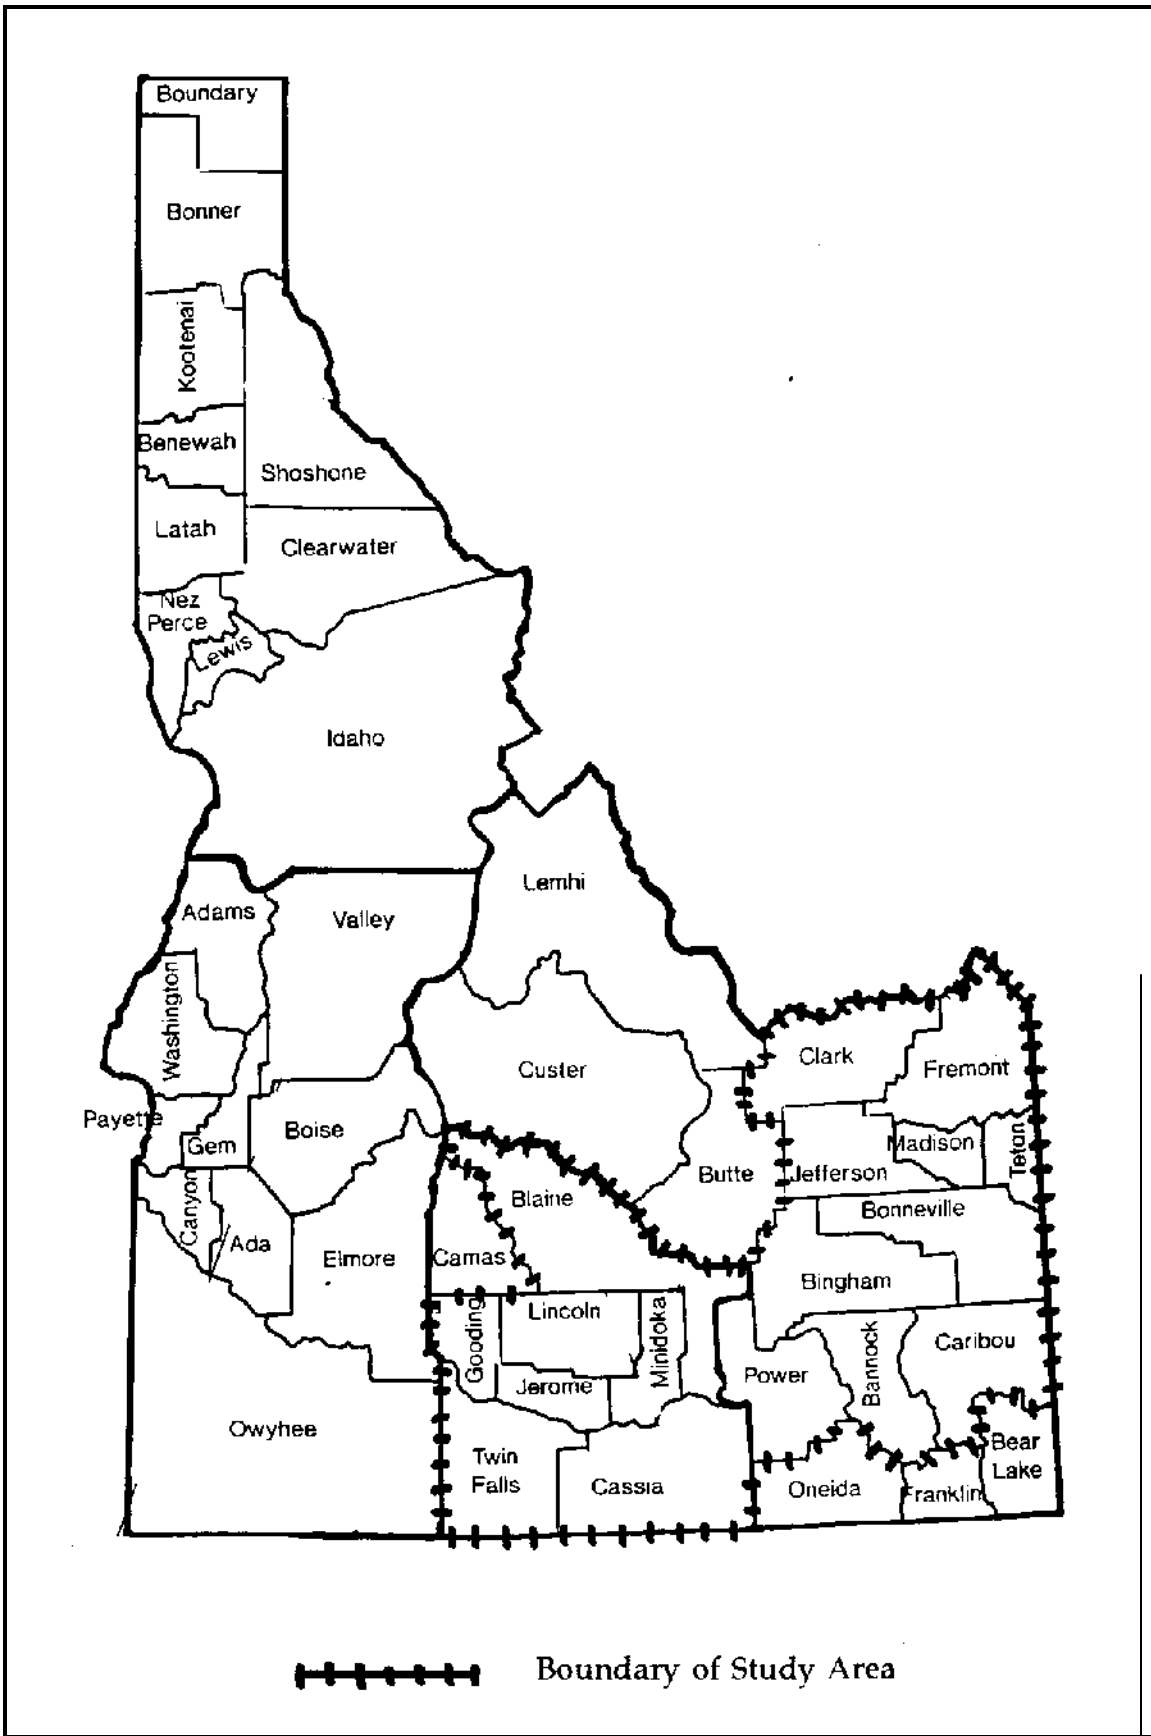 Boundary
Bonner
Kootenai
Benewah
Shoshone
Latah
Clearwater
Nez
Perce
Lewis
Idaho
Lemhi
Adams
Valley
Washington
Custer
Clark
Fremont
Payette
Gem
Boise
Madison
Teton
Butte
Jefferson
Blaine
Bonneville
Canyon
Ada
Elmore
Camas
Bingham
Gooding
Lincoln
Minidoka
Bannock
Caribou
Jerome
Power
Owyhee
Twin
Falls
Cassia
Oneida
Franklin
Bear
Lake
Boundary of Study Area